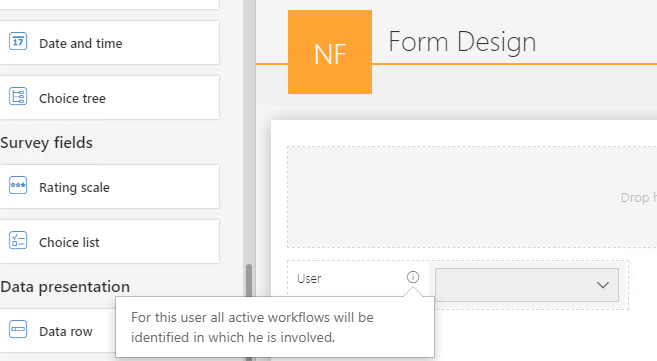 17
Date and time
Choice tree
Survey fields
Rating scale
Choice list
Data presentation
Data row
NF
Form Design
Drop
User
For this user all active workflows will be
identified in which he is involved.